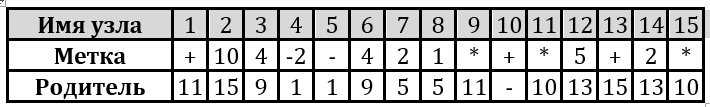 Имя узла 1 2 3 4 5 6 7 8 9 10 11 12 13 14 15
Метка + 10 4 -2 - 4 2 1 * + * 5 + 2 *
Родитель 11 15 9 1 1 9 5 5 11 - 10 13 15 13 10